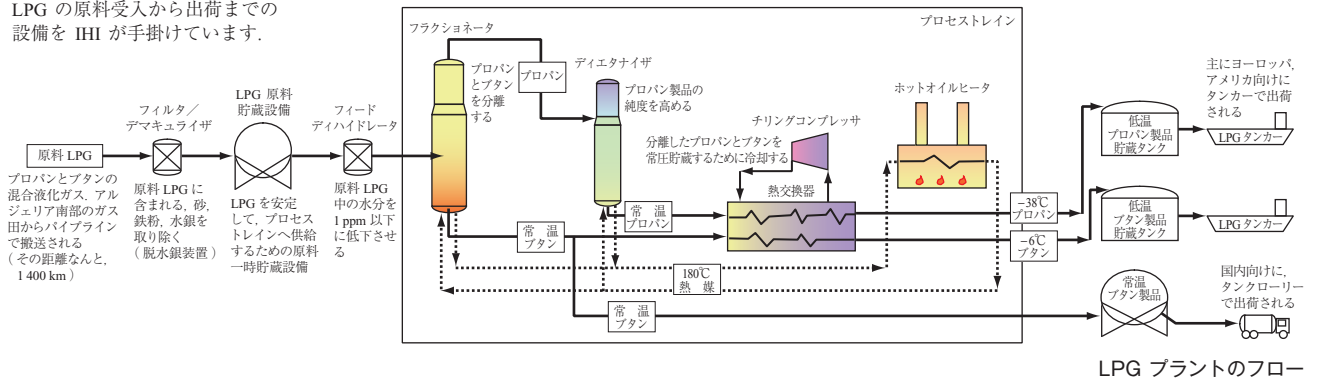 LPG の原料受入から出荷までの
設備を IHI が手掛けています.
プロセストレイン
フラクショネータ
プロパン
とブタン
を分離
する
プロパン
ディエタナイザ
プロパン製品の
純度を高める
ホットオイルヒータ
チリングコンプレッサ
分離したプロパンとブタンを
常圧貯蔵するために冷却する
熱交換器
フィルタ／
デマキュライザ
LPG 原料
貯蔵設備
フィード
ディハイドレータ
原料 LPG
プロパンとブタンの
混合液化ガス. アル
ジェリア南部のガス
田からパイプライン
で搬送される
( その距離なんと,
1 400 km )
原料 LPG に
含まれる, 砂,
鉄粉, 水銀を
取り除く
( 脱水銀装置 )
LPG を安定
して, プロセス
トレインへ供給
するための原料
一時貯蔵設備
原料 LPG
中の水分を
1 ppm 以下
に低下させ
る
常　温
プロパン
常　温
ブタン
180℃
熱　媒
常　温
ブタン
−38℃
プロパン
−6℃
ブタン
低温
プロパン製品
貯蔵タンク
主にヨーロッパ,
アメリカ向けに
タンカーで出荷
される
LPG タンカー
低温
ブタン製品
貯蔵タンク
LPG タンカー
常温
ブタン製品
国内向けに,
タンクローリー
で出荷される
LPG プラントのフロー